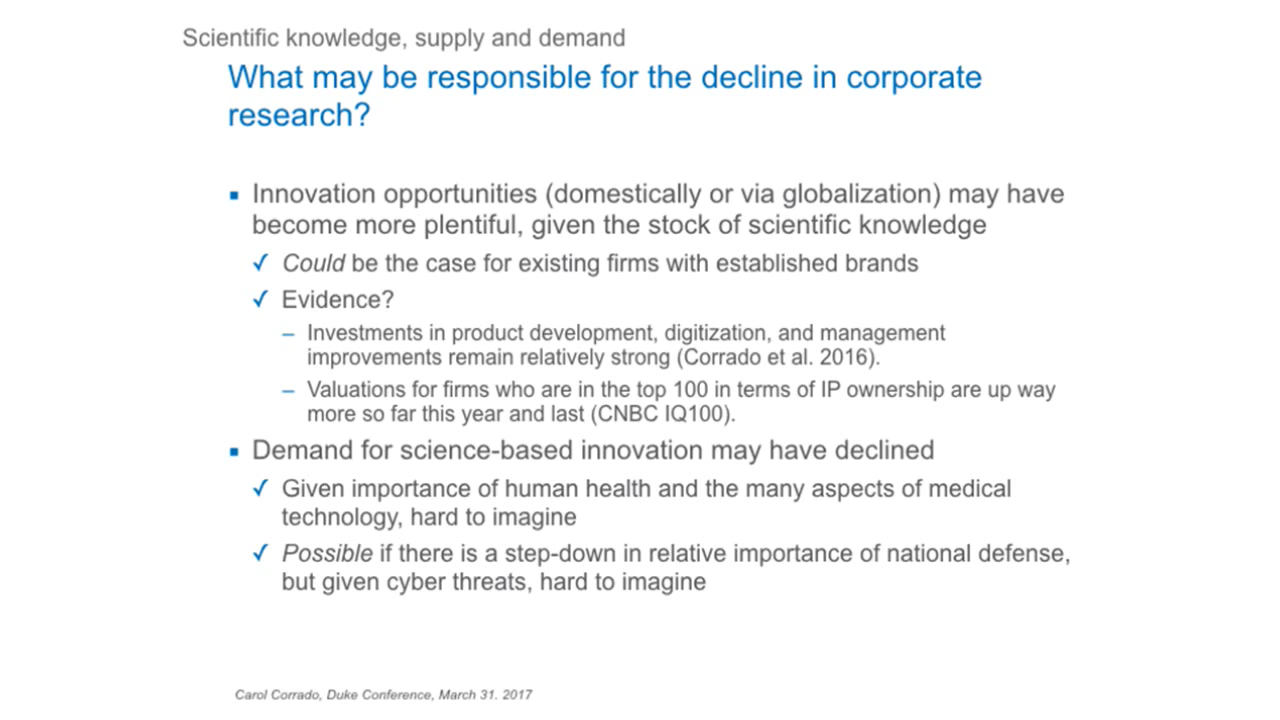 Scientific knowledge, supply and demand
What may be responsible for the decline in corporate
research?
▪ Innovation opportunities (domestically or via globalization) may have
become more plentiful, given the stock of scientific knowledge
✓ Could be the case for existing firms with established brands
✓ Evidence?
– Investments in product development, digitization, and management
improvements remain relatively strong (Corrado et al. 2016).
– Valuations for firms who are in the top 100 in terms of IP ownership are up way
more so far this year and last (CNBC IQ100).
▪ Demand for science-based innovation may have declined
✓ Given importance of human health and the many aspects of medical
technology, hard to imagine
✓ Possible if there is a step-down in relative importance of national defense,
but given cyber threats, hard to imagine
Carol Corrado, Duke Conference, March 31. 2017